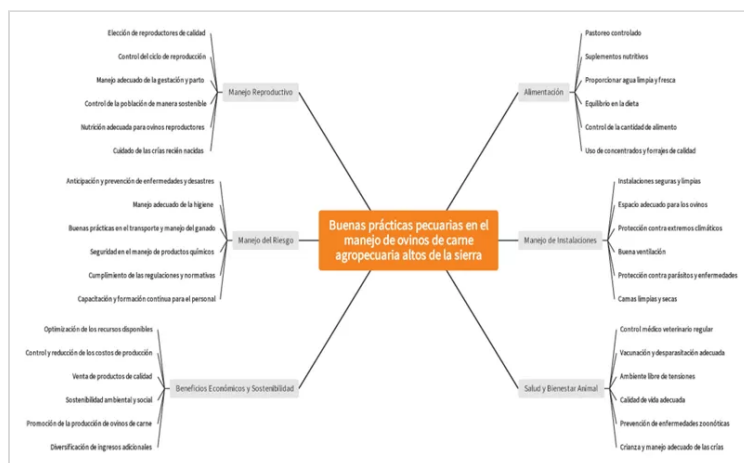 Buenas prácticas pecuarias en el
manejo de ovinos de carne
agropecuaria altos de la sierra
Manejo Reproductivo
Elección de reproductores de calidad
Control del ciclo de reproducción
Manejo adecuado de la gestación y parto
Control de la población de manera sostenible
Nutrición adecuada para ovinos reproductores
Cuidado de las crías recién nacidas
Manejo del Riesgo
Anticipación y prevención de enfermedades y desastres
Manejo adecuado de la higiene
Buenas prácticas en el transporte y manejo del ganado
Seguridad en el manejo de productos químicos
Cumplimiento de las regulaciones y normativas
Capacitación y formación continua para el personal
Beneficios Económicos y Sostenibilidad
Optimización de los recursos disponibles
Control y reducción de los costos de producción
Venta de productos de calidad
Sostenibilidad ambiental y social
Promoción de la producción de ovinos de carne
Diversificación de ingresos adicionales
Alimentación
Pastoreo controlado
Suplementos nutritivos
Proporcionar agua limpia y fresca
Equilibrio en la dieta
Control de la cantidad de alimento
Uso de concentrados y forrajes de calidad
Manejo de Instalaciones
Instalaciones seguras y limpias
Espacio adecuado para los ovinos
Protección contra extremos climáticos
Buena ventilación
Protección contra parásitos y enfermedades
Camas limpias y secas
Salud y Bienestar Animal
Control médico veterinario regular
Vacunación y desparasitación adecuada
Ambiente libre de tensiones
Calidad de vida adecuada
Prevención de enfermedades zoonóticas
Crianza y manejo adecuado de las crías